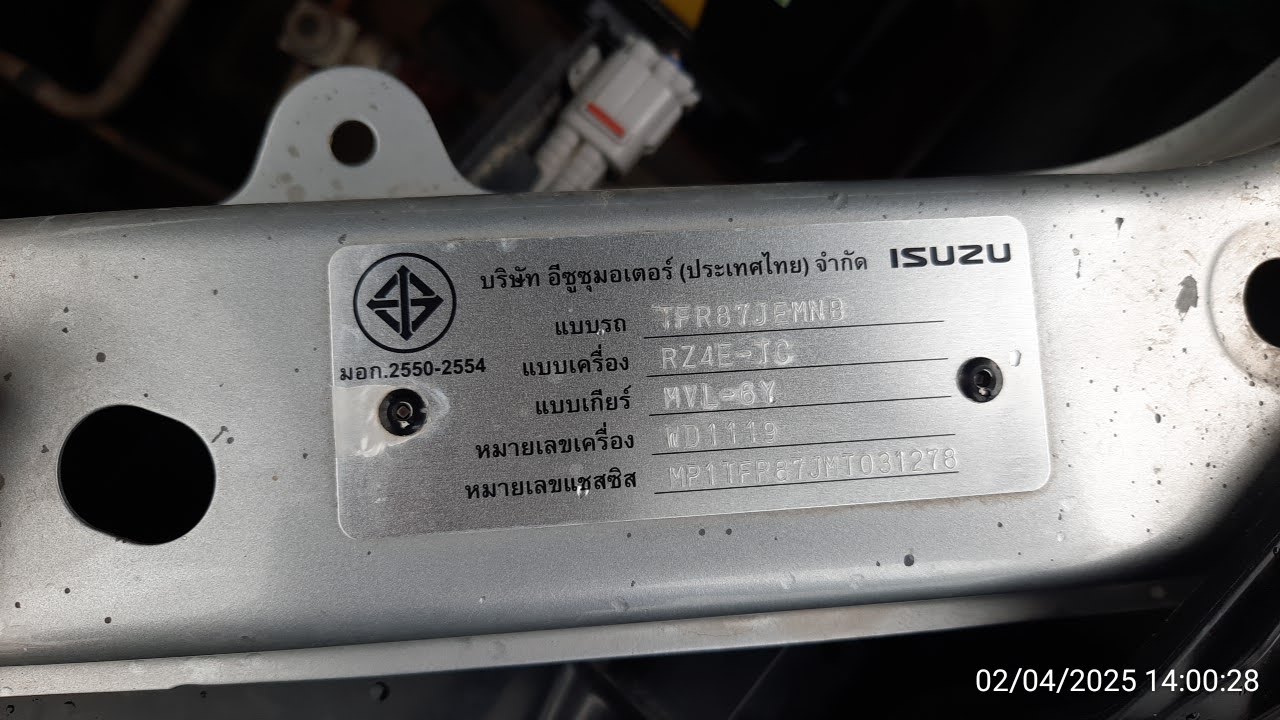 บริษัท อีซูซุมอเตอร์ (ประเทศไทย) จำกัด ISUZU
มอก.2550-2554
แบบรถ
แบบเครื่อง RZ4E-TC
แบบเกียร์ MVL-6Y
หมายเลขเครื่อง WD1119
หมายเลขแชสซิส MP1TFR87JMT031278
02/04/2025 14:00:28